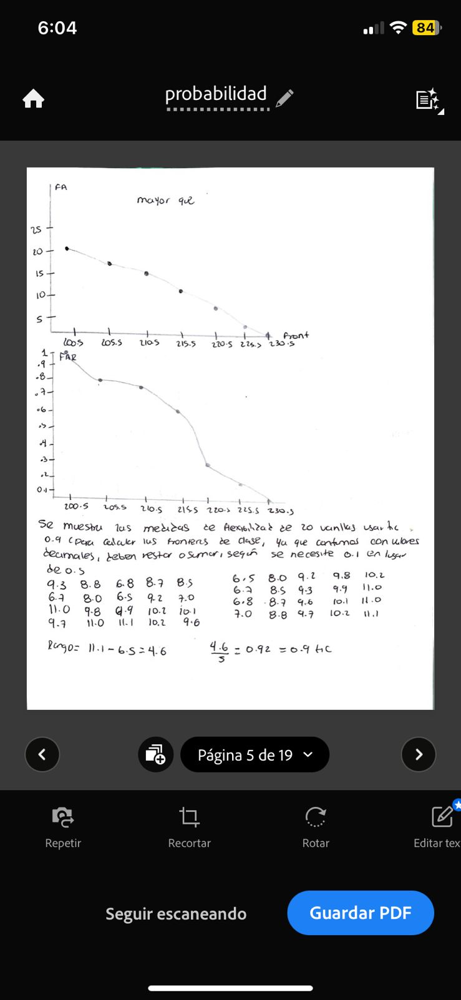 6:04
84
probabilidad
FA
mayor que
25
20
15
10
5
200.5 205.5 210.5 215.5 220.5 225.5 230.5
Front
1 FAR
.9
.8
.7
.6
.5
.4
.3
.2
0.1
200.5 205.5 210.5 215.5 220.5 225.5 230.5
Se muestra las medidas de flexibilidad de 20 varillas usar tic
0.9 (para calcular las fronteras de clase, ya que contamos con valores
decimales, deben restar o sumar, según se necesite 0.1 en lugar
de 0.5
9.3 8.8 6.8 8.7 8.5
6.7 8.0 6.5 9.2 7.0
11.0 9.8 9.9 10.2 10.1
9.7 11.0 11.1 10.2 9.6
6.5 8.0 9.2 9.8 10.2
6.7 8.5 9.3 9.9 11.0
6.8 8.7 9.6 10.1 11.0
7.0 8.8 9.7 10.2 11.1
Rango= 11.1 - 6.5 = 4.6
4.6/5 = 0.92 = 0.9 tic
Página 5 de 19
Repetir
Recortar
Rotar
Editar tex
Seguir escaneando
Guardar PDF